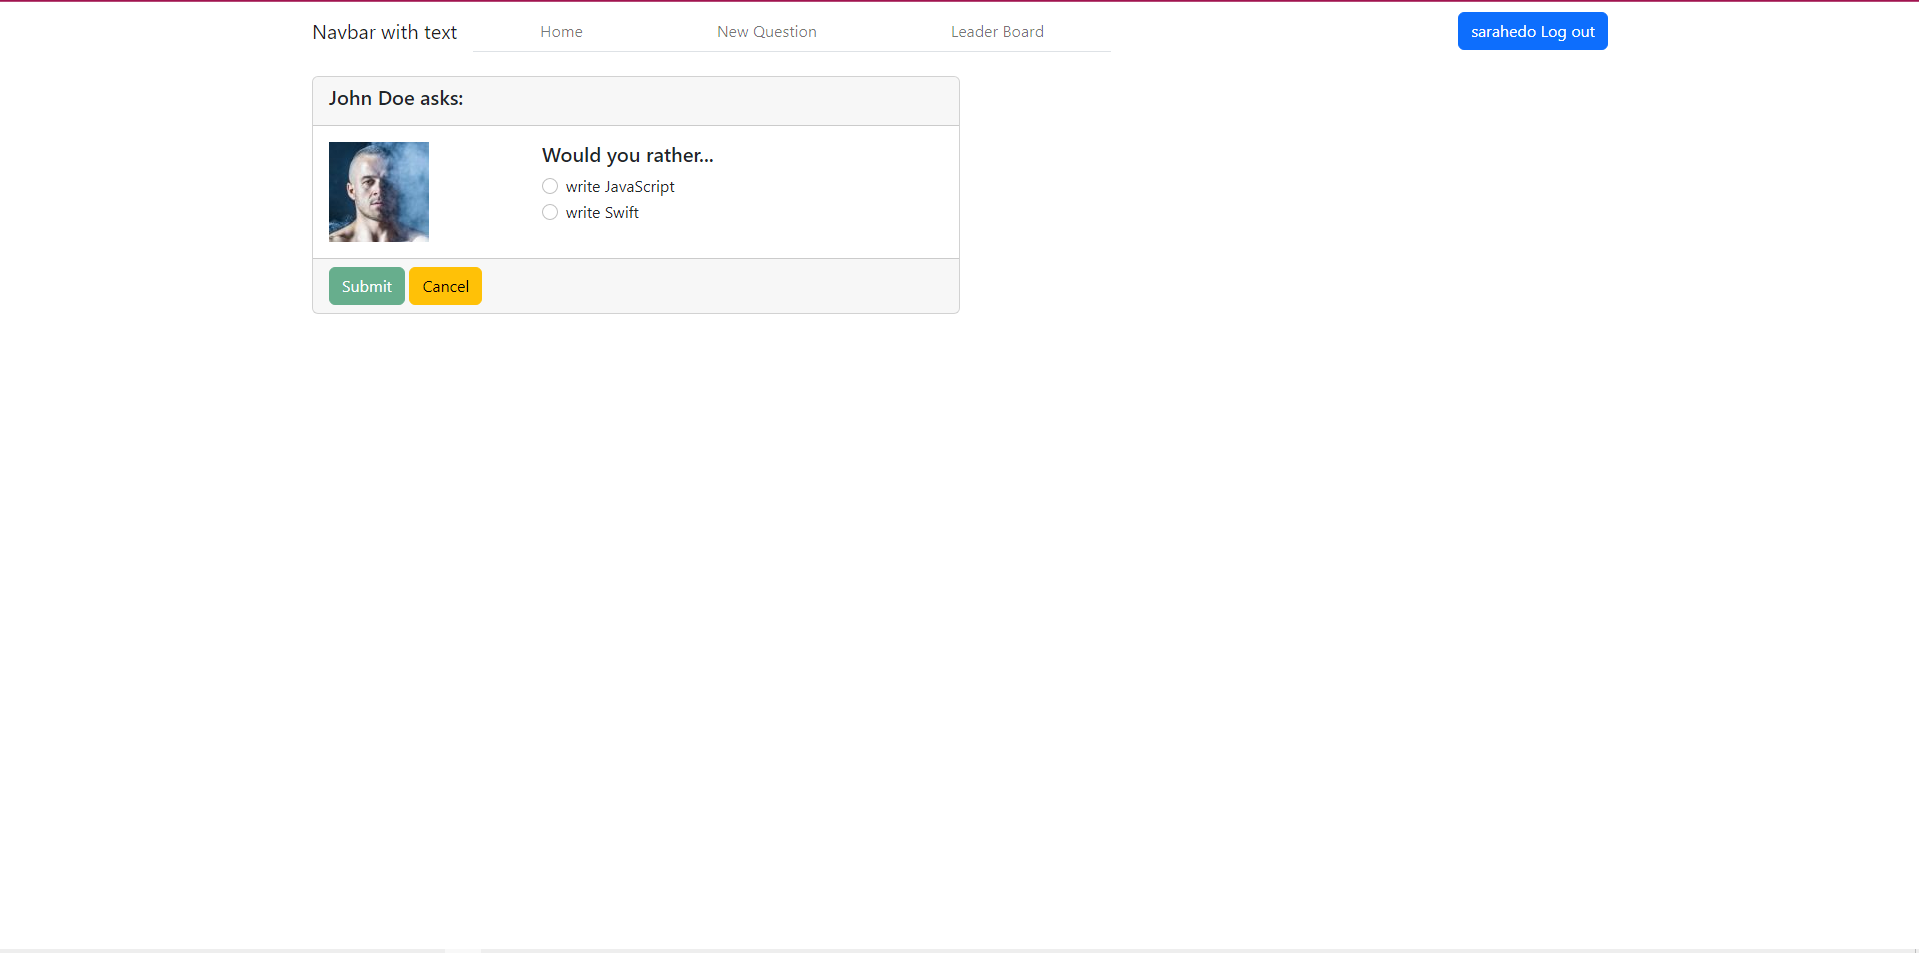 Navbar with text Home New Question Leader Board sarahedo Log out
John Doe asks:
Would you rather...
write JavaScript
write Swift
Submit Cancel